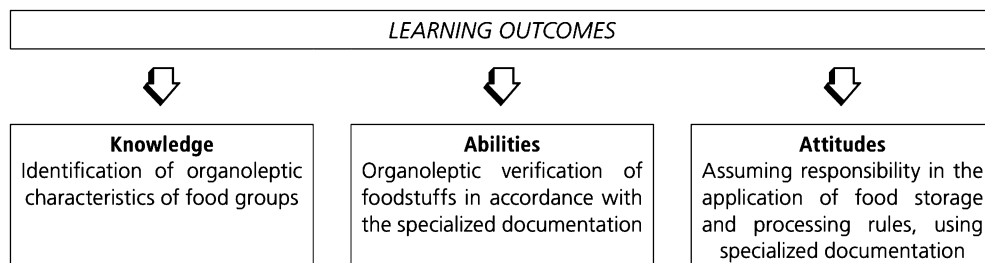 LEARNING OUTCOMES
Knowledge
Identification of organoleptic
characteristics of food groups
Abilities
Organoleptic verification of
foodstuffs in accordance with
the specialized documentation
Attitudes
Assuming responsibility in the
application of food storage
and processing rules, using
specialized documentation